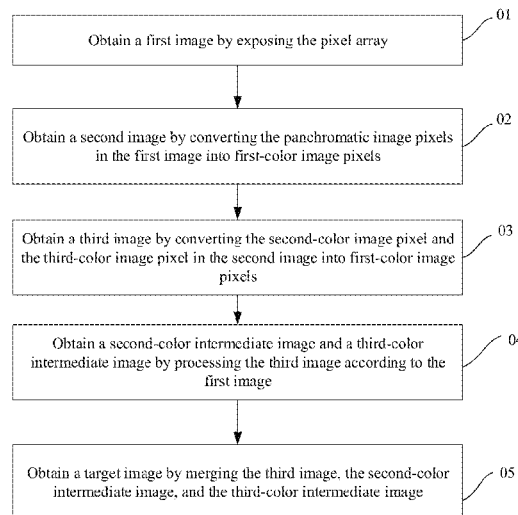 01
Obtain a first image by exposing the pixel array
02
Obtain a second image by converting the panchromatic image pixels
in the first image into first-color image pixels
03
Obtain a third image by converting the second-color image pixel and
the third-color image pixel in the second image into first-color image
pixels
04
Obtain a second-color intermediate image and a third-color
intermediate image by processing the third image according to the
first image
05
Obtain a target image by merging the third image, the second-color
intermediate image, and the third-color intermediate image